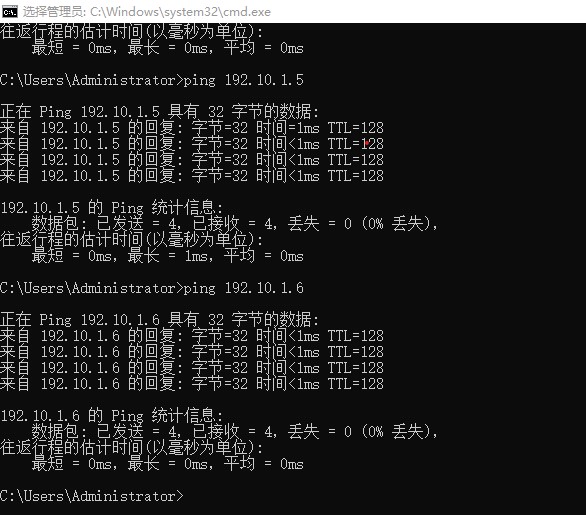 选择管理员: C:\Windows\system32\cmd.exe
往返行程的估计时间(以毫秒为单位):
    最短 = 0ms，最长 = 0ms，平均 = 0ms
C:\Users\Administrator>ping 192.10.1.5
正在 Ping 192.10.1.5 具有 32 字节的数据:
来自 192.10.1.5 的回复: 字节=32 时间=1ms TTL=128
来自 192.10.1.5 的回复: 字节=32 时间<1ms TTL=128
来自 192.10.1.5 的回复: 字节=32 时间<1ms TTL=128
来自 192.10.1.5 的回复: 字节=32 时间<1ms TTL=128
192.10.1.5 的 Ping 统计信息:
    数据包: 已发送 = 4，已接收 = 4，丢失 = 0 (0% 丢失)，
往返行程的估计时间(以毫秒为单位):
    最短 = 0ms，最长 = 1ms，平均 = 0ms
C:\Users\Administrator>ping 192.10.1.6
正在 Ping 192.10.1.6 具有 32 字节的数据:
来自 192.10.1.6 的回复: 字节=32 时间<1ms TTL=128
来自 192.10.1.6 的回复: 字节=32 时间<1ms TTL=128
来自 192.10.1.6 的回复: 字节=32 时间<1ms TTL=128
来自 192.10.1.6 的回复: 字节=32 时间<1ms TTL=128
192.10.1.6 的 Ping 统计信息:
    数据包: 已发送 = 4，已接收 = 4，丢失 = 0 (0% 丢失)，
往返行程的估计时间(以毫秒为单位):
    最短 = 0ms，最长 = 0ms，平均 = 0ms
C:\Users\Administrator>